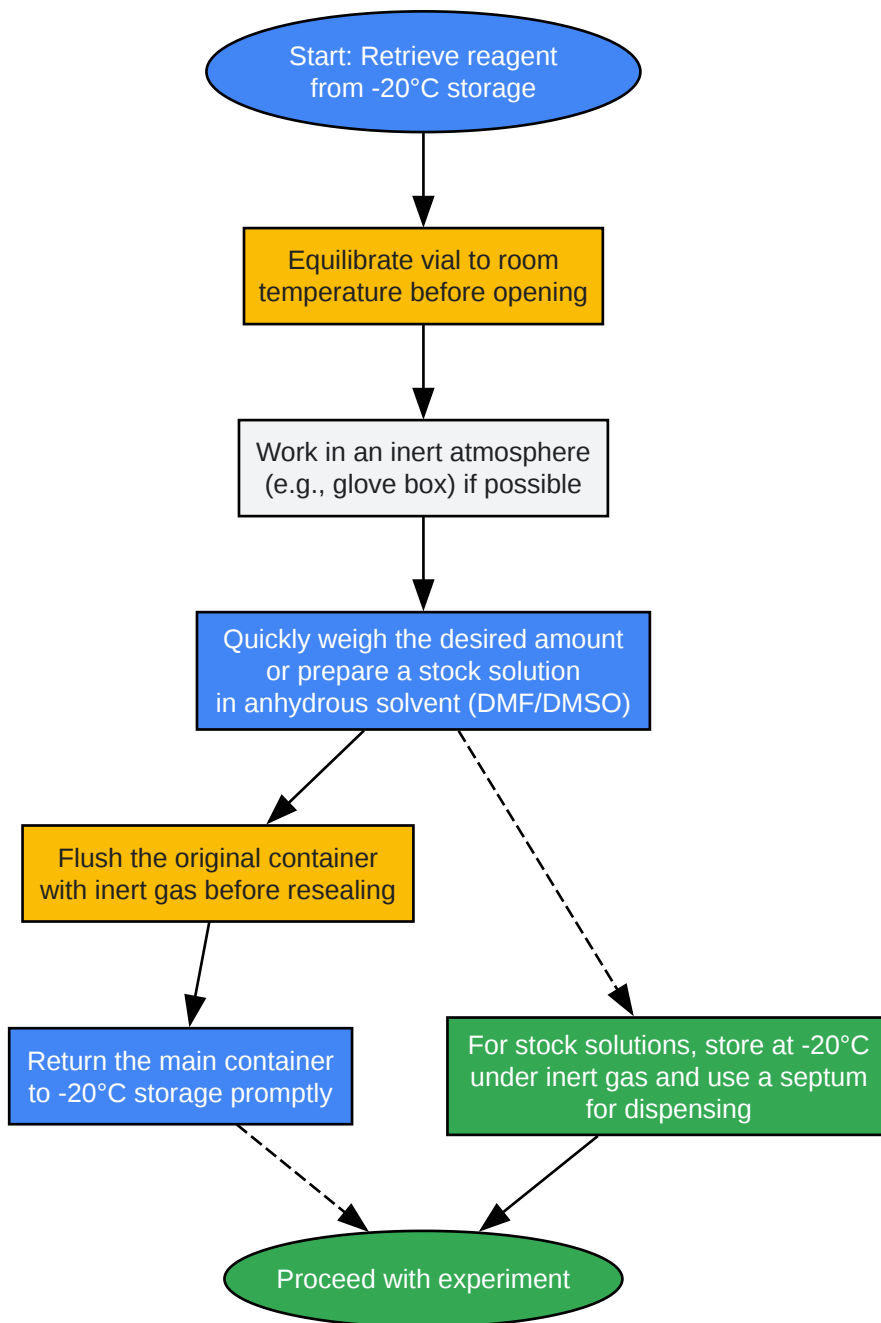 Start: Retrieve reagent
from -20°C storage
Equilibrate vial to room
temperature before opening
Work in an inert atmosphere
(e.g., glove box) if possible
Quickly weigh the desired amount
or prepare a stock solution
in anhydrous solvent (DMF/DMSO)
Flush the original container
with inert gas before resealing
Return the main container
to -20°C storage promptly
For stock solutions, store at -20°C
under inert gas and use a septum
for dispensing
Proceed with experiment